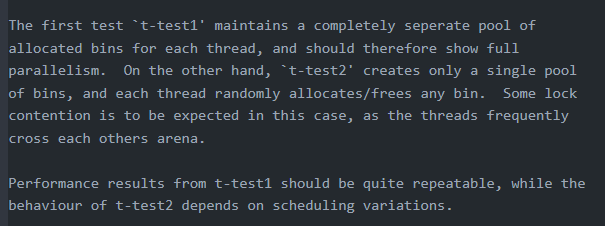 The first test `t-test1' maintains a completely seperate pool of
allocated bins for each thread, and should therefore show full
parallelism.  On the other hand, `t-test2' creates only a single pool
of bins, and each thread randomly allocates/frees any bin.  Some lock
contention is to be expected in this case, as the threads frequently
cross each others arena.

Performance results from t-test1 should be quite repeatable, while the
behaviour of t-test2 depends on scheduling variations.